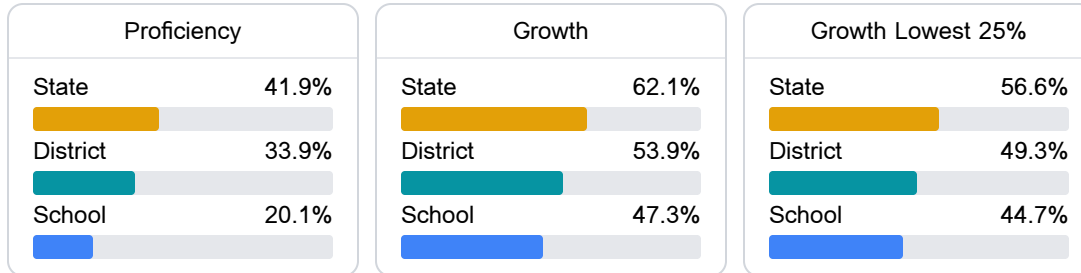 Proficiency
State 41.9%
District 33.9%
School 20.1%
Growth
State 62.1%
District 53.9%
School 47.3%
Growth Lowest 25%
State 56.6%
District 49.3%
School 44.7%